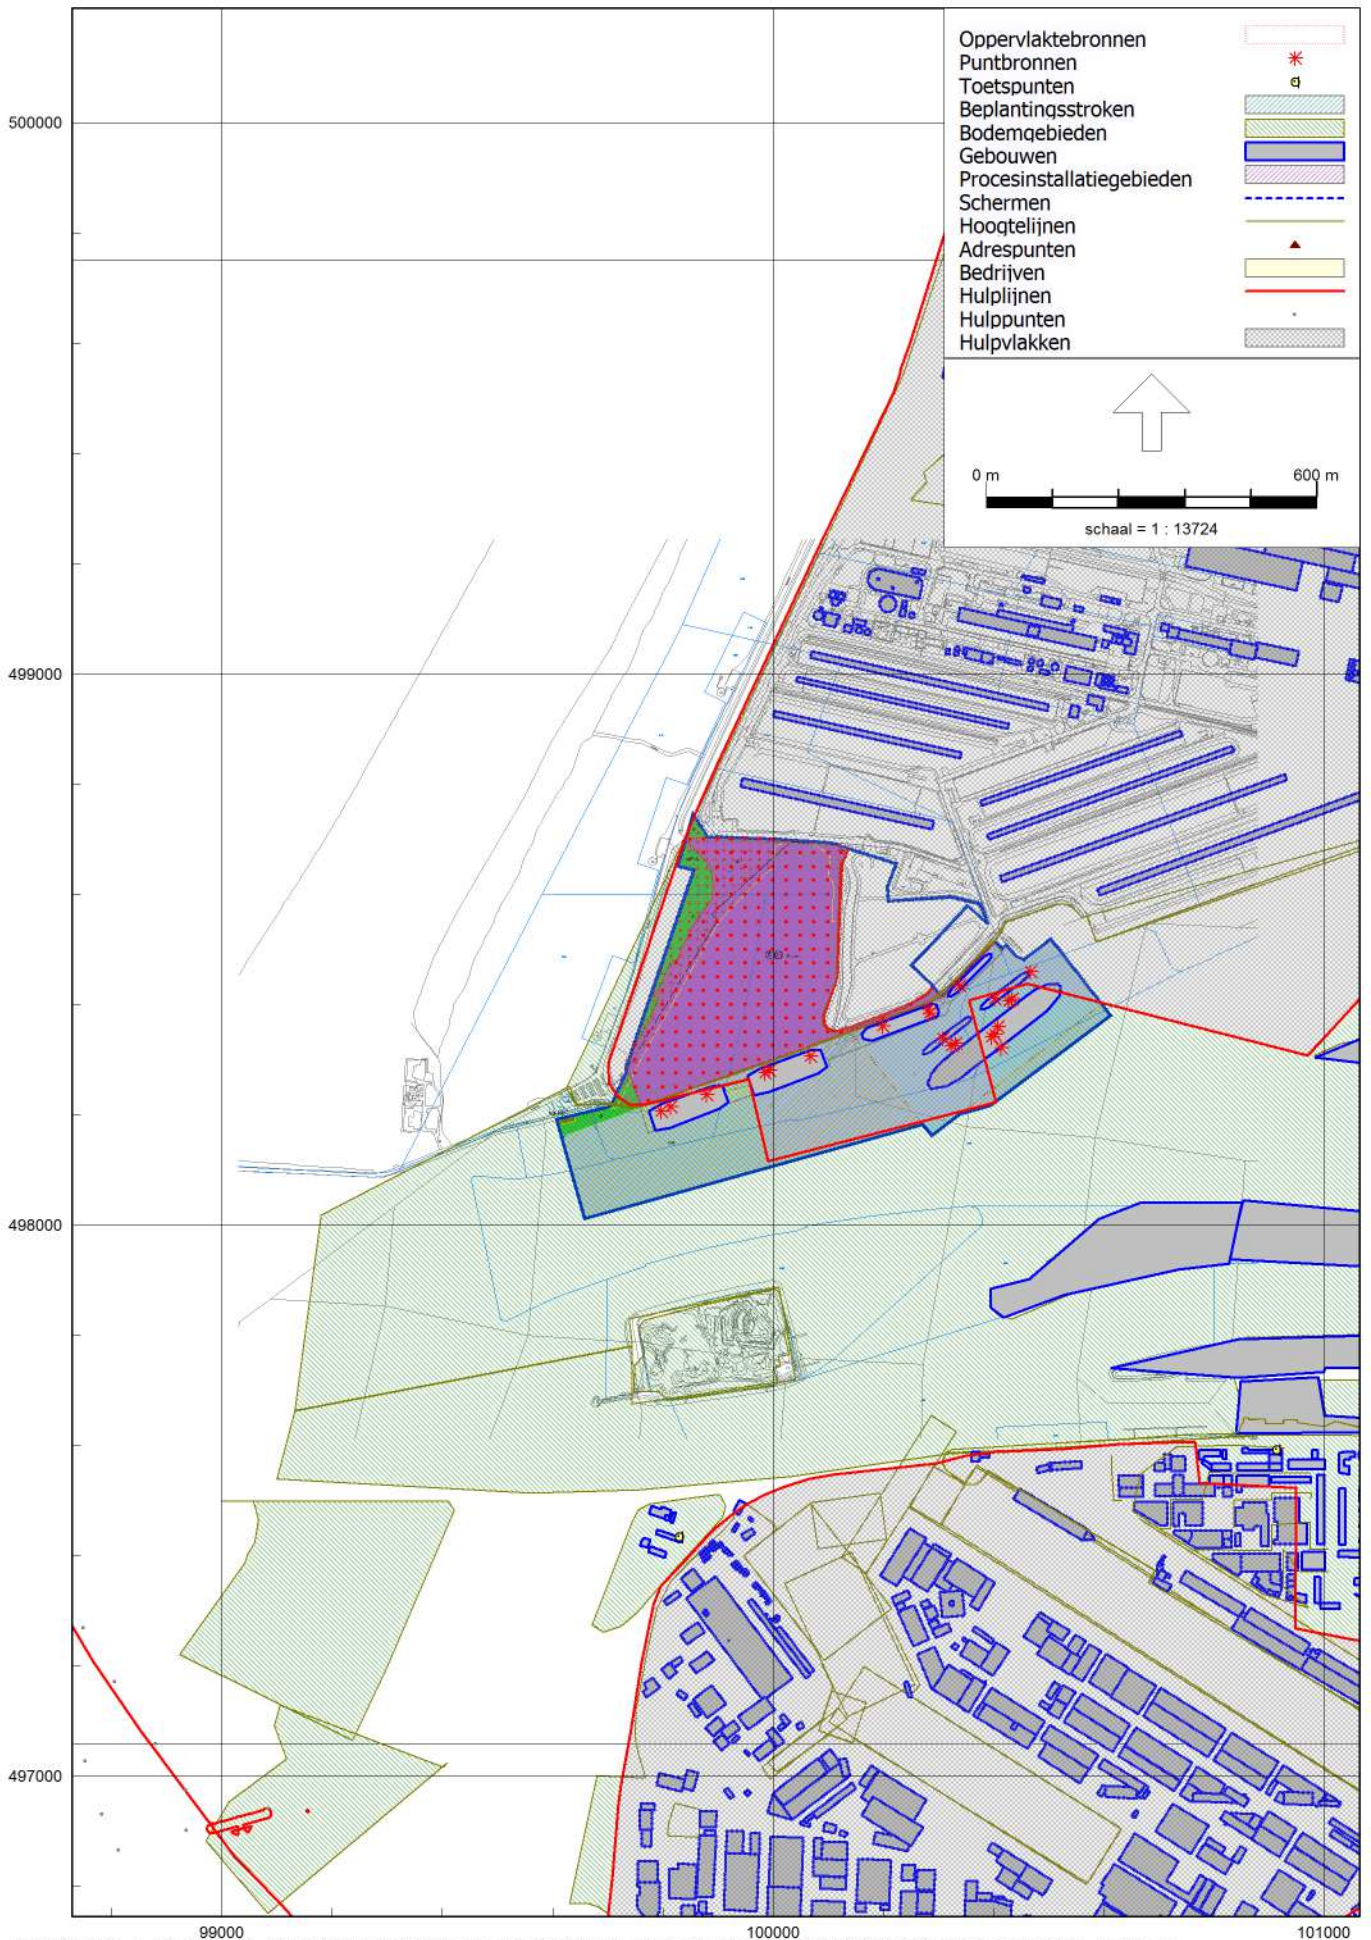 Oppervlaktebronnen
Puntbronnen
Toetspunten
Beplantingsstroken
Bodemgebieden
Gebouwen
Procesinstallatiegebieden
Schermen
Hoogtelijnen
Adrespunten
Bedrijven
Hulplijnen
Hulppunten
Hulpvlakken
0 m 600 m
schaal = 1 : 13724
500000
499000
498000
497000
99000 100000 101000